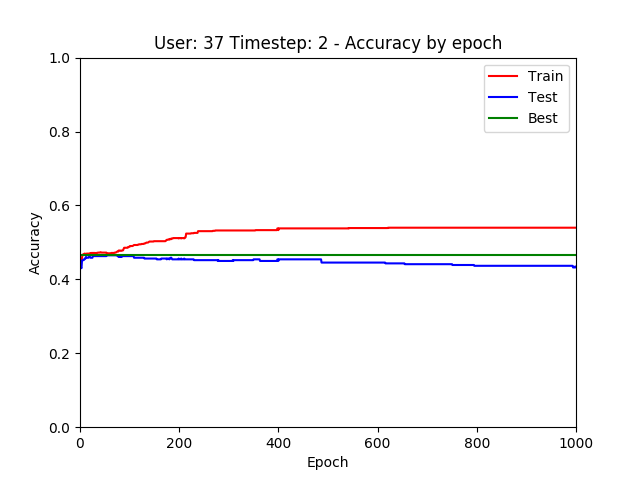 User: 37 Timestep: 2 - Accuracy by epoch
1.0
0.8
0.6
0.4
0.2
0.0
Accuracy
Train
Test
Best
0 200 400 600 800 1000
Epoch